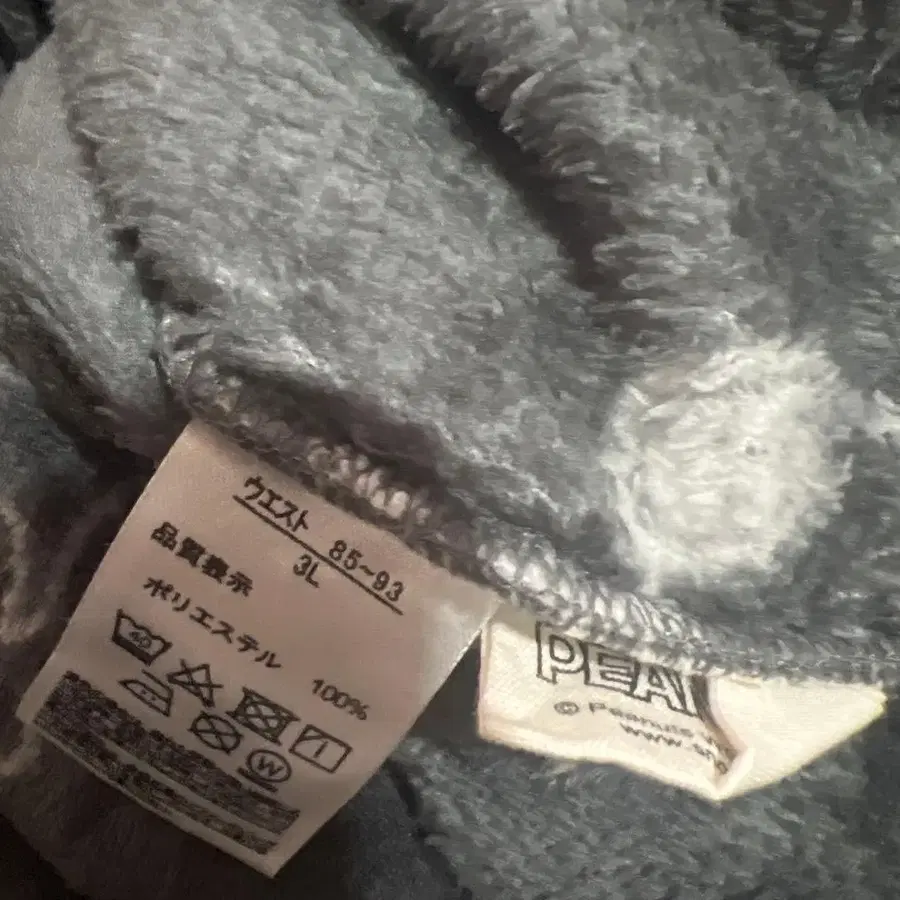 ウエスト 85~93
3L
品質表示
ポリエステル 100%
40
W
PEA
© Peanuts
www.